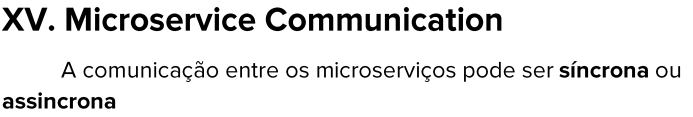 XV. Microservice Communication
A comunicação entre os microserviços pode ser síncrona ou
assincrona